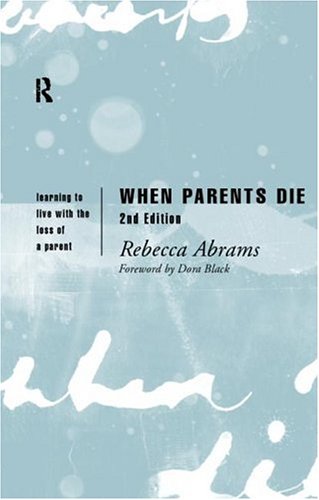 R
learning to
live with the
loss of
a parent
WHEN PARENTS DIE
2nd Edition
Rebecca Abrams
Foreword by Dora Black
when